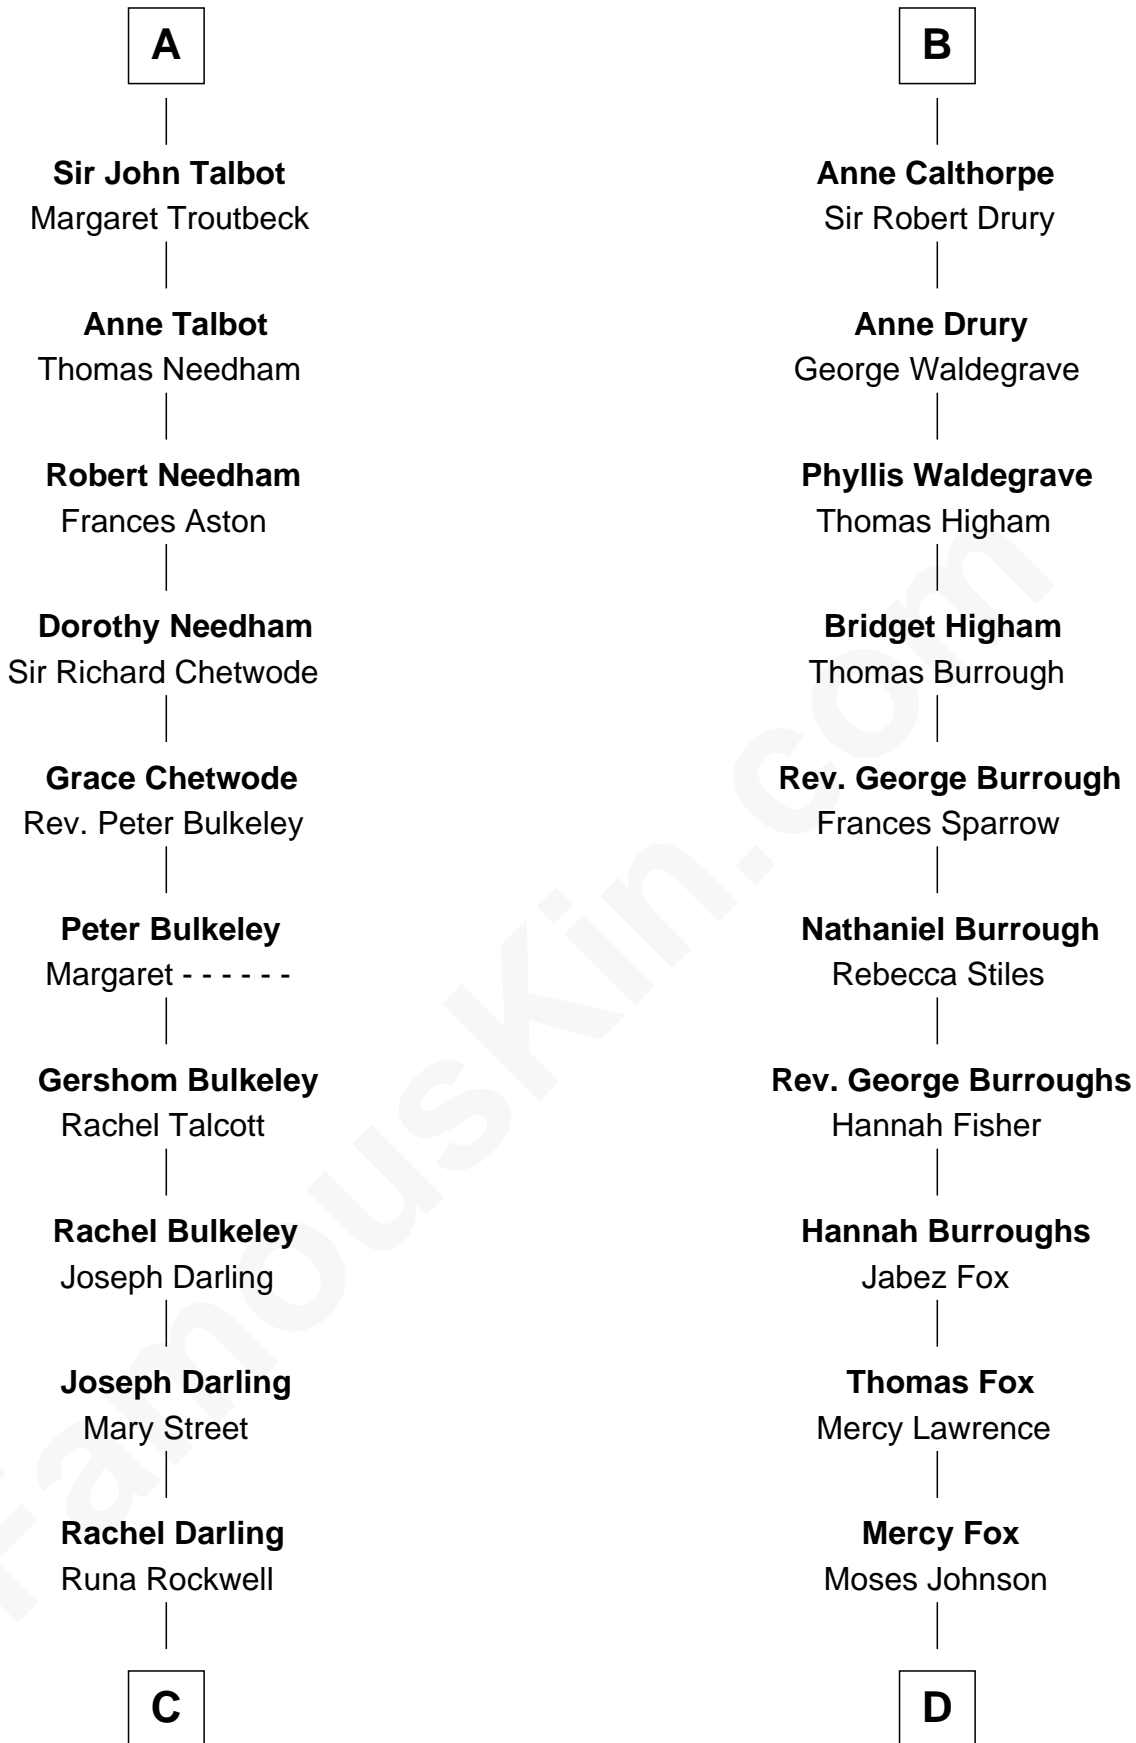 A
Sir John Talbot
Margaret Troutbeck
Anne Talbot
Thomas Needham
Robert Needham
Frances Aston
Dorothy Needham
Sir Richard Chetwode
Grace Chetwode
Rev. Peter Bulkeley
Peter Bulkeley
Margaret - - - - - -
Gershom Bulkeley
Rachel Talcott
Rachel Bulkeley
Joseph Darling
Joseph Darling
Mary Street
Rachel Darling
Runa Rockwell
C
B
Anne Calthorpe
Sir Robert Drury
Anne Drury
George Waldegrave
Phyllis Waldegrave
Thomas Higham
Bridget Higham
Thomas Burrough
Rev. George Burrough
Frances Sparrow
Nathaniel Burrough
Rebecca Stiles
Rev. George Burroughs
Hannah Fisher
Hannah Burroughs
Jabez Fox
Thomas Fox
Mercy Lawrence
Mercy Fox
Moses Johnson
D
FamousKin.com